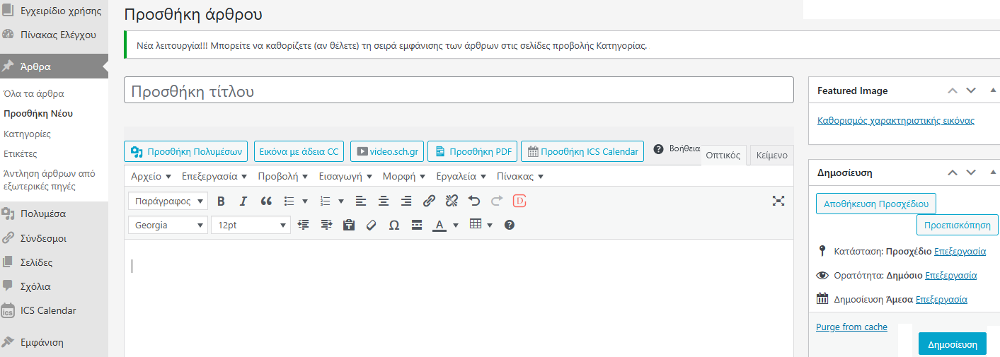 Εγχειρίδιο χρήσης
Πίνακας Ελέγχου
Άρθρα
Όλα τα άρθρα
Προσθήκη Νέου
Κατηγορίες
Ετικέτες
Άντληση άρθρων από
εξωτερικές πηγές
Πολυμέσα
Σύνδεσμοι
Σελίδες
Σχόλια
ics ICS Calendar
Εμφάνιση
Προσθήκη άρθρου
Νέα λειτουργία!!! Μπορείτε να καθορίζετε (αν θέλετε) τη σειρά εμφάνισης των άρθρων στις σελίδες προβολής Κατηγορίας.
Προσθήκη τίτλου
Προσθήκη Πολυμέσων Εικόνα με άδεια CC video.sch.gr Προσθήκη PDF Προσθήκη ICS Calendar Βοήθεια Οπτικός Κείμενο
Αρχείο Επεξεργασία Προβολή Εισαγωγή Μορφή Εργαλεία Πίνακας
Παράγραφος B I D
Georgia 12pt Ω A
Featured Image
Καθορισμός χαρακτηριστικής εικόνας
Δημοσίευση
Αποθήκευση Προσχέδιου
Προεπισκόπηση
Κατάσταση: Προσχέδιο Επεξεργασία
Ορατότητα: Δημόσιο Επεξεργασία
Δημοσίευση Άμεσα Επεξεργασία
Purge from cache
Δημοσίευση